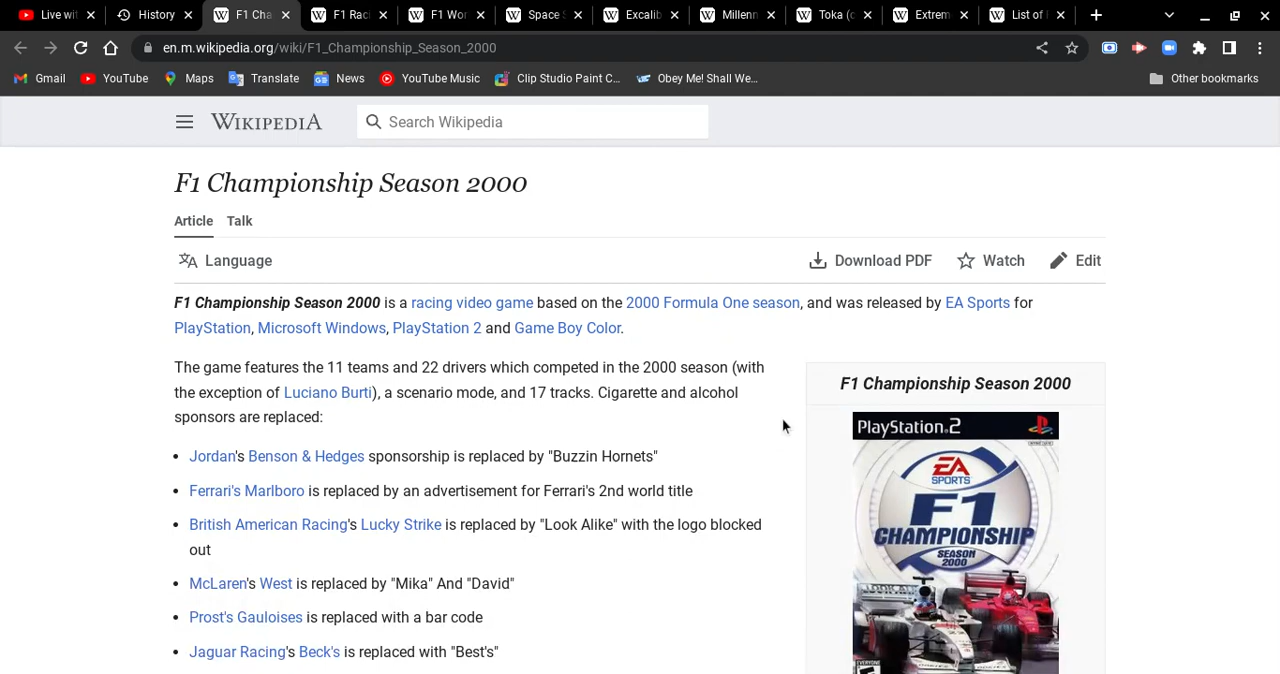 Live wit
History
F1 Cha
F1 Raci
F1 Wor
Space S
Excalib
Millenn
Toka (c
Extrem
List of
en.m.wikipedia.org/wiki/F1_Championship_Season_2000
Gmail
YouTube
Maps
Translate
News
YouTube Music
Clip Studio Paint C...
Obey Me! Shall We...
Other bookmarks
WIKIPEDIA
Search Wikipedia
F1 Championship Season 2000
Article Talk
Language
Download PDF
Watch
Edit
F1 Championship Season 2000 is a racing video game based on the 2000 Formula One season, and was released by EA Sports for
PlayStation, Microsoft Windows, PlayStation 2 and Game Boy Color.
The game features the 11 teams and 22 drivers which competed in the 2000 season (with
the exception of Luciano Burti), a scenario mode, and 17 tracks. Cigarette and alcohol
sponsors are replaced:
• Jordan's Benson & Hedges sponsorship is replaced by "Buzzin Hornets"
• Ferrari's Marlboro is replaced by an advertisement for Ferrari's 2nd world title
• British American Racing's Lucky Strike is replaced by "Look Alike" with the logo blocked
out
• McLaren's West is replaced by "Mika" And "David"
• Prost's Gauloises is replaced with a bar code
• Jaguar Racing's Beck's is replaced with "Best's"
F1 Championship Season 2000
PlayStation.2
EA
SPORTS
F1
CHAMPIONSHIP
SEASON
2000
EVERYONE